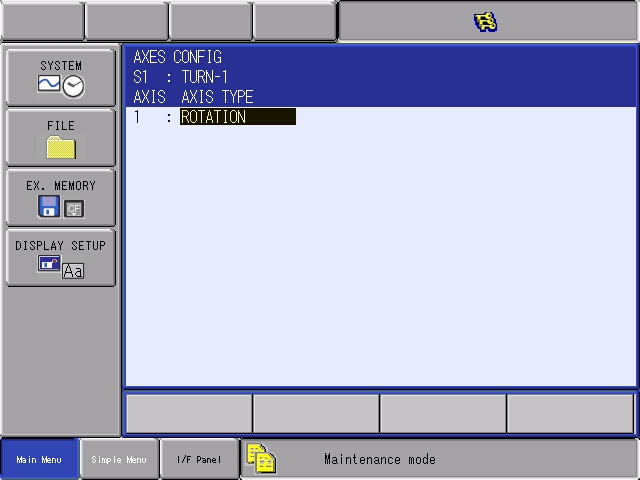 SYSTEM
FILE
EX. MEMORY
CF
DISPLAY SETUP
Aa
AXES CONFIG
S1 : TURN-1
AXIS AXIS TYPE
1 : ROTATION
Main Menu
Simple Menu
I/F Panel
Maintenance mode